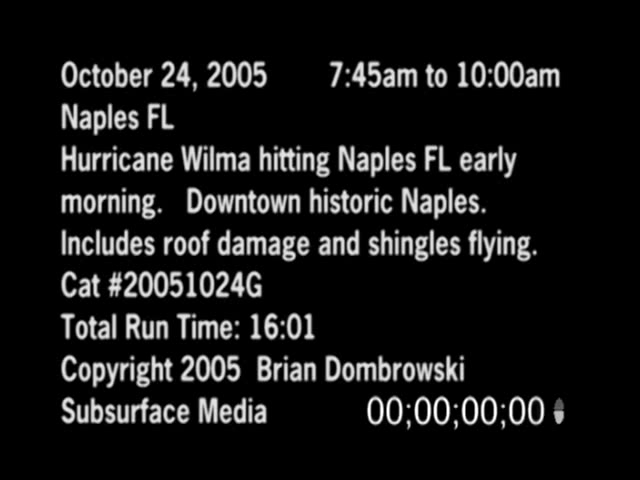 October 24, 2005 7:45am to 10:00am
Naples FL
Hurricane Wilma hitting Naples FL early
morning. Downtown historic Naples.
Includes roof damage and shingles flying.
Cat #20051024G
Total Run Time: 16:01
Copyright 2005 Brian Dombrowski
Subsurface Media 00;00;00;00